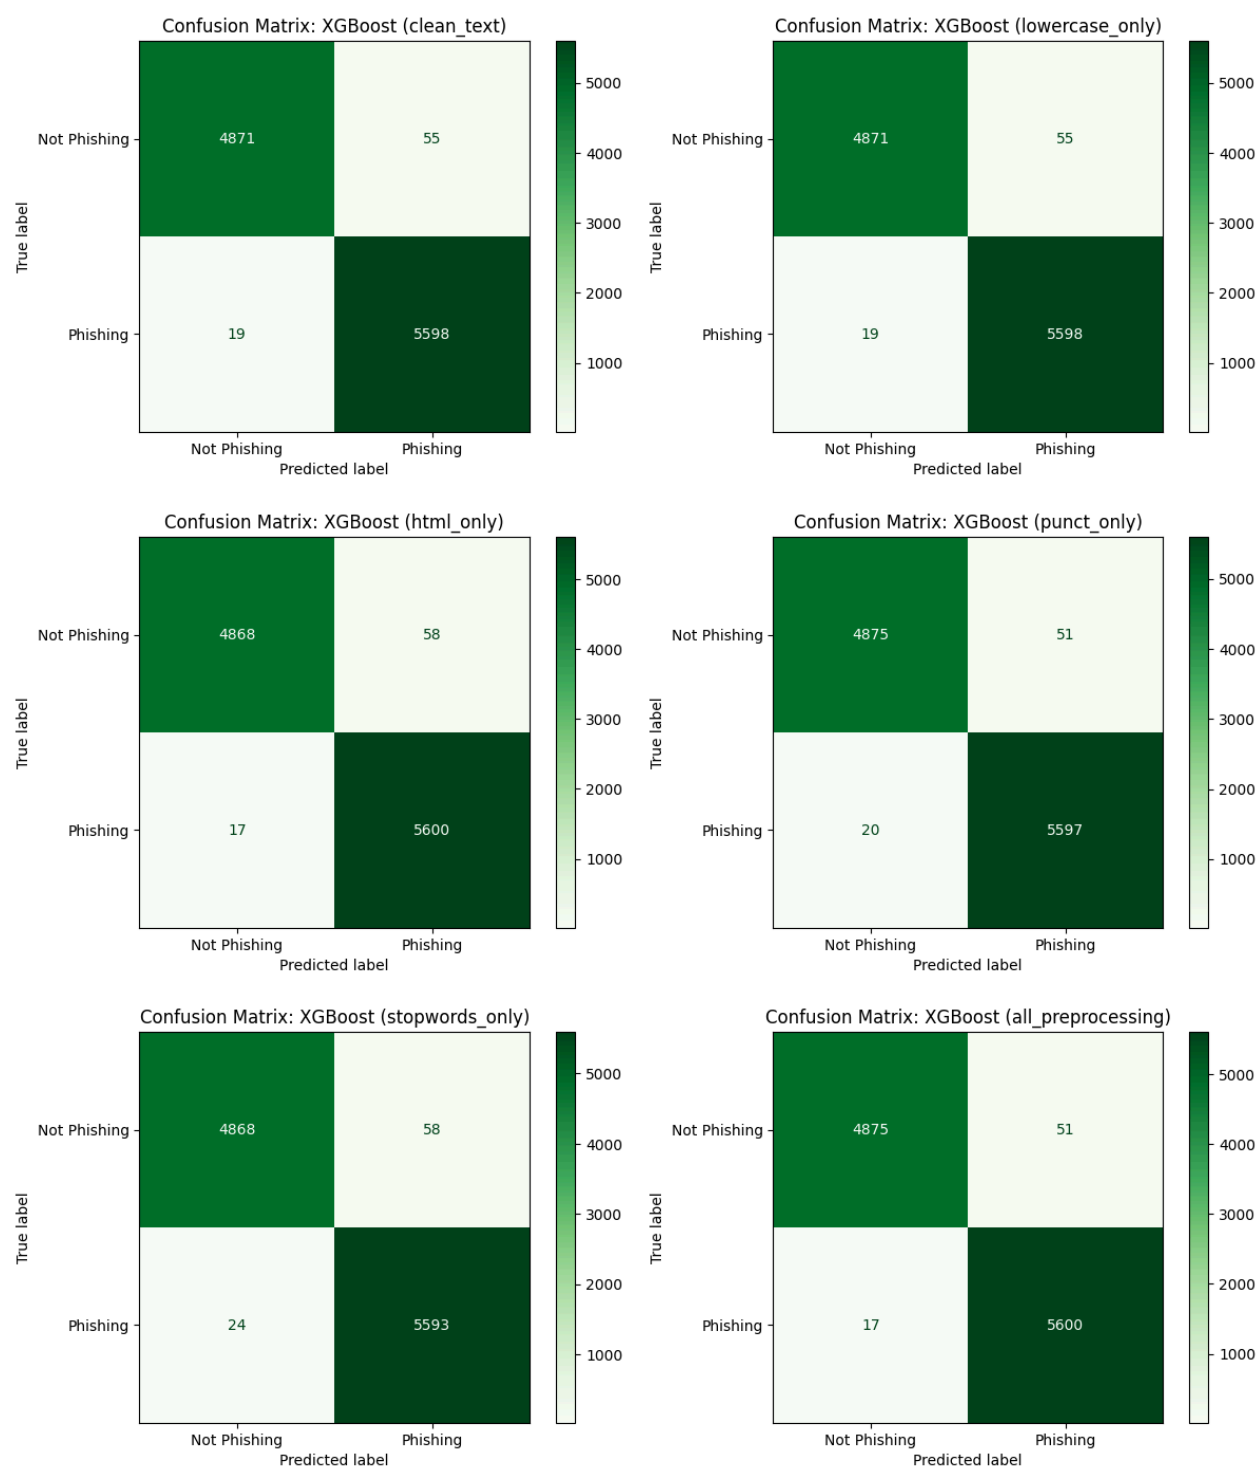 Confusion Matrix: XGBoost (clean_text)
True label
Not Phishing
Phishing
4871
55
19
5598
Not Phishing
Phishing
Predicted label
5000
4000
3000
2000
1000
Confusion Matrix: XGBoost (lowercase_only)
True label
Not Phishing
Phishing
4871
55
19
5598
Not Phishing
Phishing
Predicted label
5000
4000
3000
2000
1000
Confusion Matrix: XGBoost (html_only)
True label
Not Phishing
Phishing
4868
58
17
5600
Not Phishing
Phishing
Predicted label
5000
4000
3000
2000
1000
Confusion Matrix: XGBoost (punct_only)
True label
Not Phishing
Phishing
4875
51
20
5597
Not Phishing
Phishing
Predicted label
5000
4000
3000
2000
1000
Confusion Matrix: XGBoost (stopwords_only)
True label
Not Phishing
Phishing
4868
58
24
5593
Not Phishing
Phishing
Predicted label
5000
4000
3000
2000
1000
Confusion Matrix: XGBoost (all_preprocessing)
True label
Not Phishing
Phishing
4875
51
17
5600
Not Phishing
Phishing
Predicted label
5000
4000
3000
2000
1000